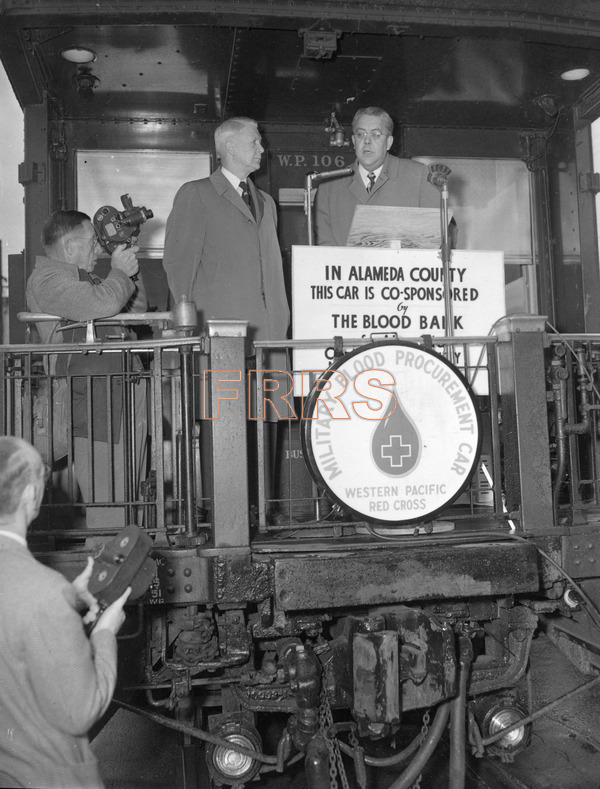 W.P. 106
IN ALAMEDA COUNTY
THIS CAR IS CO-SPONSORED
by
THE BLOOD BANK
FRRS
MILITARY BLOOD PROCUREMENT CAR
WESTERN PACIFIC
RED CROSS